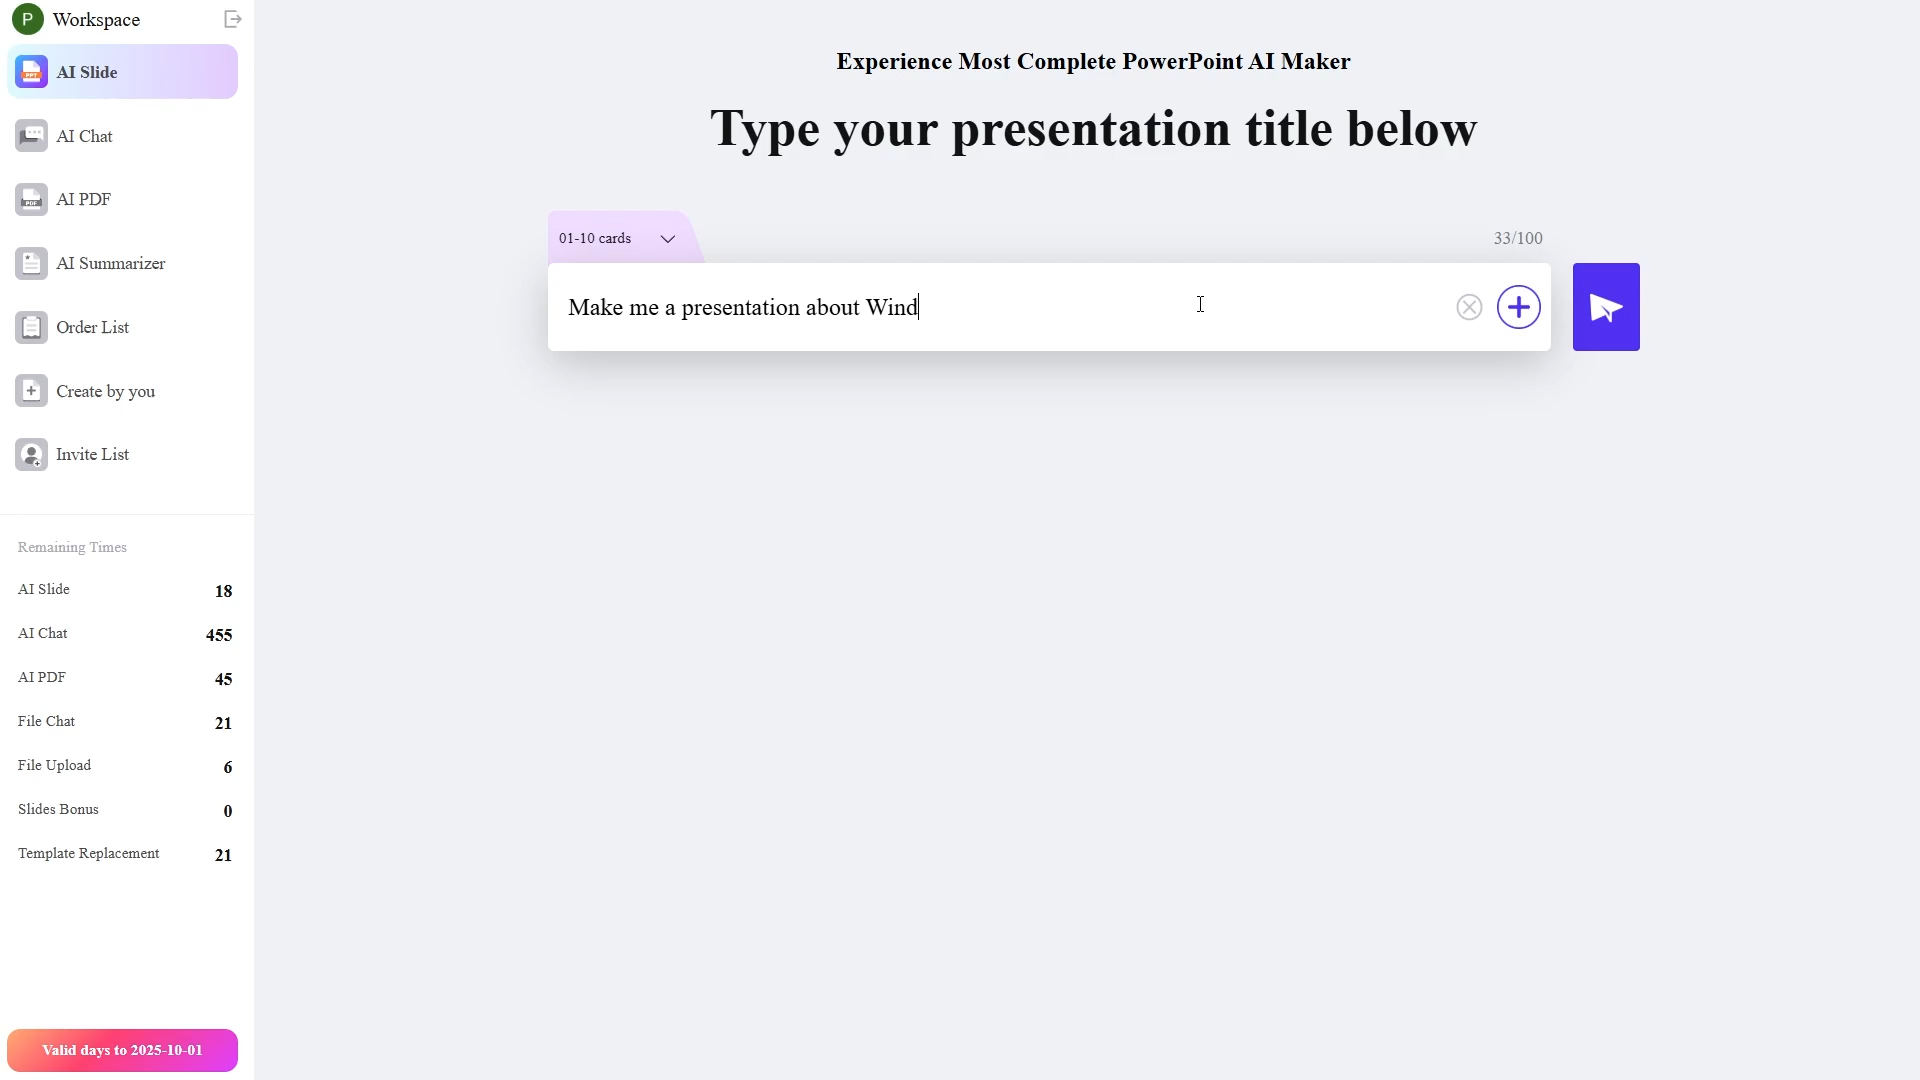 P Workspace
AI Slide
AI Chat
AI PDF
AI Summarizer
Order List
Create by you
Invite List
Remaining Times
AI Slide 18
AI Chat 455
AI PDF 45
File Chat 21
File Upload 6
Slides Bonus 0
Template Replacement 21
Valid days to 2025-10-01
Experience Most Complete PowerPoint AI Maker
Type your presentation title below
01-10 cards 33/100
Make me a presentation about Wind